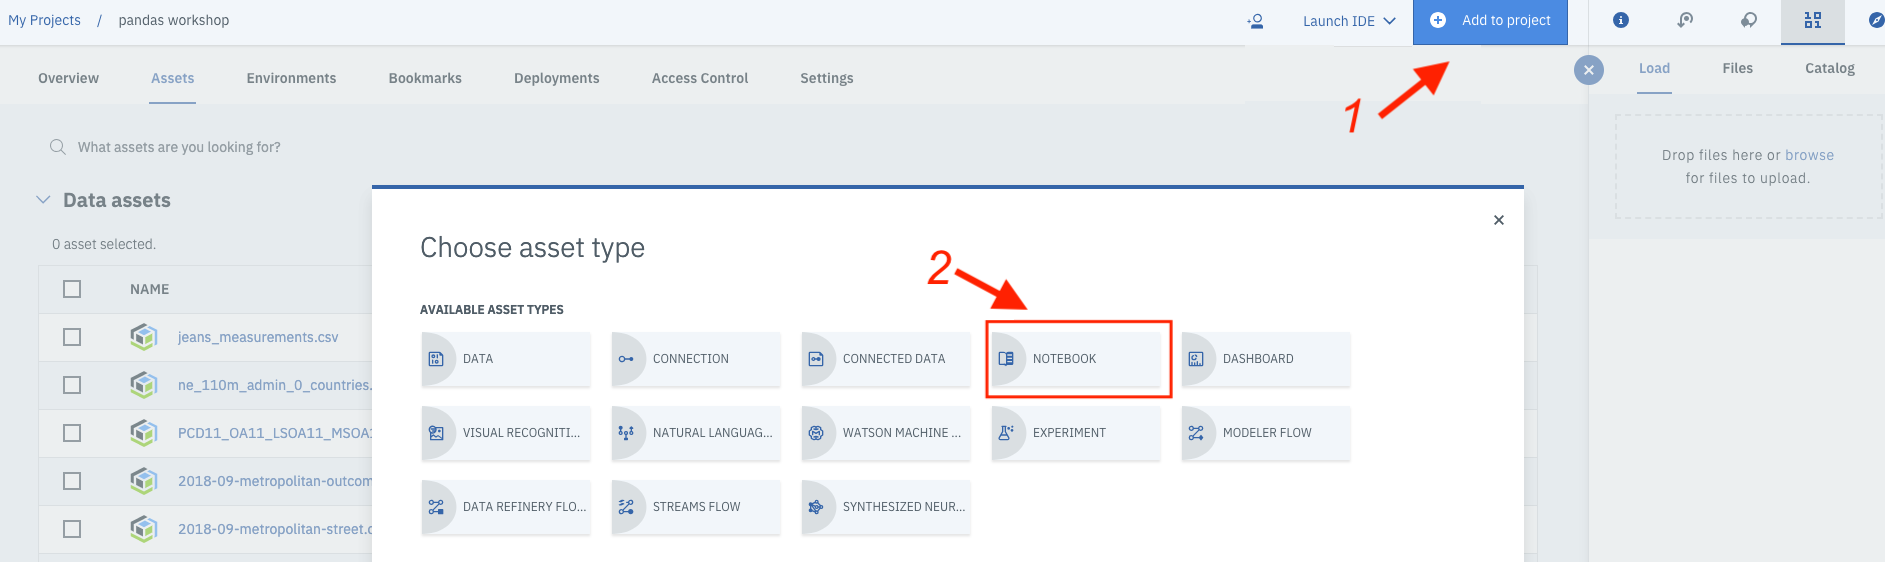 My Projects / pandas workshop
Launch IDE
Add to project
Overview Assets Environments Bookmarks Deployments Access Control Settings
Load Files Catalog
1
What assets are you looking for?
Drop files here or browse
for files to upload.
Data assets
0 asset selected.
Choose asset type
2
NAME
AVAILABLE ASSET TYPES
jeans_measurements.csv
DATA CONNECTION CONNECTED DATA NOTEBOOK DASHBOARD
ne_110m_admin_0_countries.
PCD11_OA11_LSOA11_MSOA1
VISUAL RECOGNITI... NATURAL LANGUAG... WATSON MACHINE ... EXPERIMENT MODELER FLOW
2018-09-metropolitan-outcom
DATA REFINERY FLO... STREAMS FLOW SYNTHESIZED NEUR...
2018-09-metropolitan-street.c